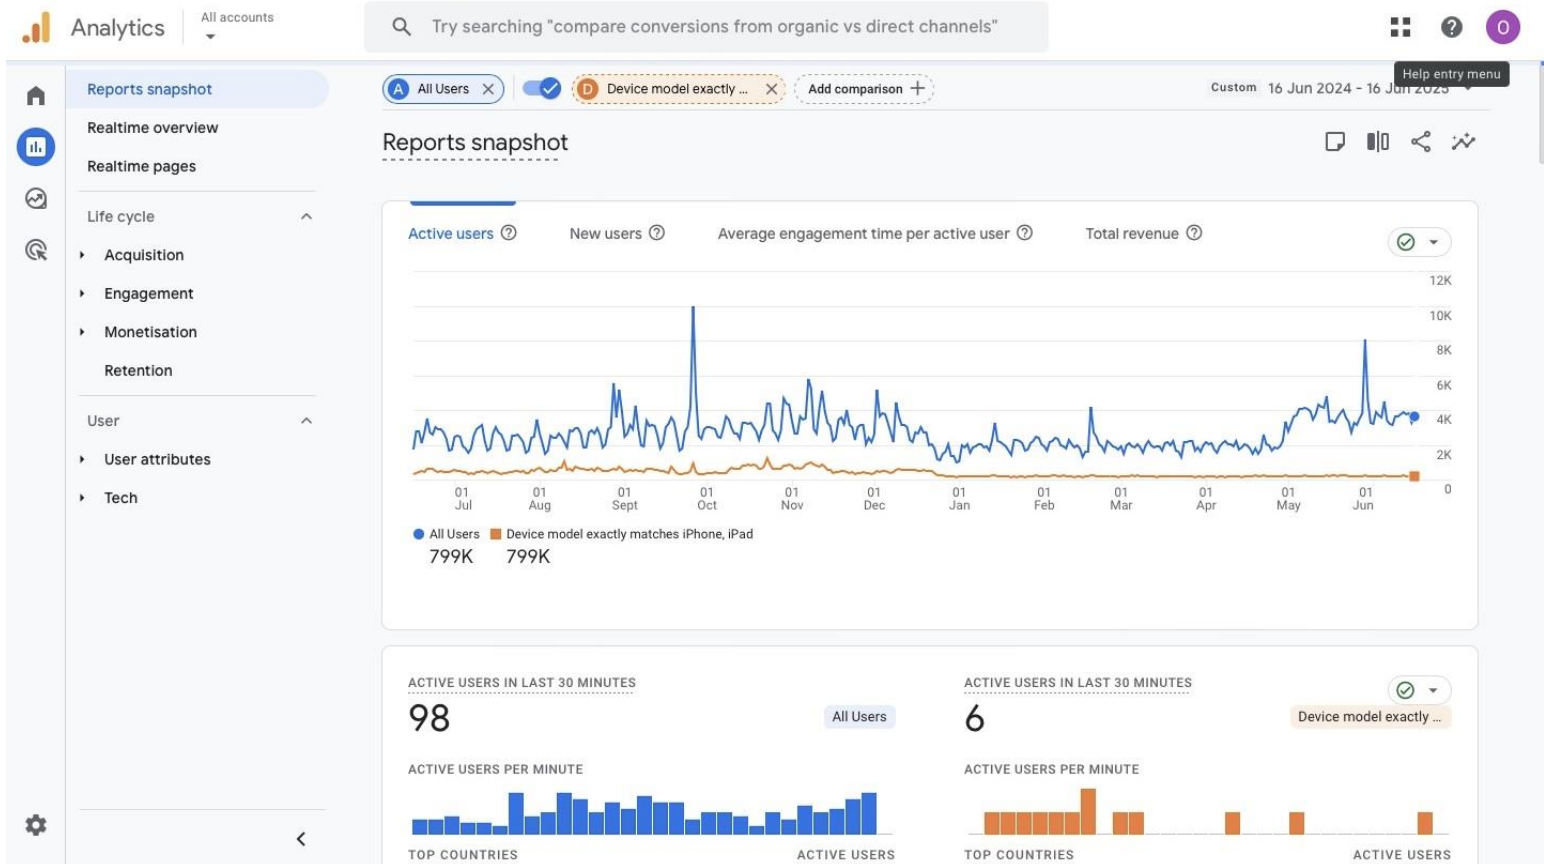 Analytics
All accounts
Try searching "compare conversions from organic vs direct channels"
O
Help entry menu
Reports snapshot
Realtime overview
Realtime pages
Life cycle
Acquisition
Engagement
Monetisation
Retention
User
User attributes
Tech
A All Users
D Device model exactly ...
Add comparison
Custom 16 Jun 2024 - 16 Jun 2025
Reports snapshot
Active users
New users
Average engagement time per active user
Total revenue
12K
10K
8K
6K
4K
2K
0
01 Jul
01 Aug
01 Sept
01 Oct
01 Nov
01 Dec
01 Jan
01 Feb
01 Mar
01 Apr
01 May
01 Jun
All Users
799K
Device model exactly matches iPhone, iPad
799K
ACTIVE USERS IN LAST 30 MINUTES
98
All Users
ACTIVE USERS PER MINUTE
TOP COUNTRIES
ACTIVE USERS
ACTIVE USERS IN LAST 30 MINUTES
6
Device model exactly ...
ACTIVE USERS PER MINUTE
TOP COUNTRIES
ACTIVE USERS